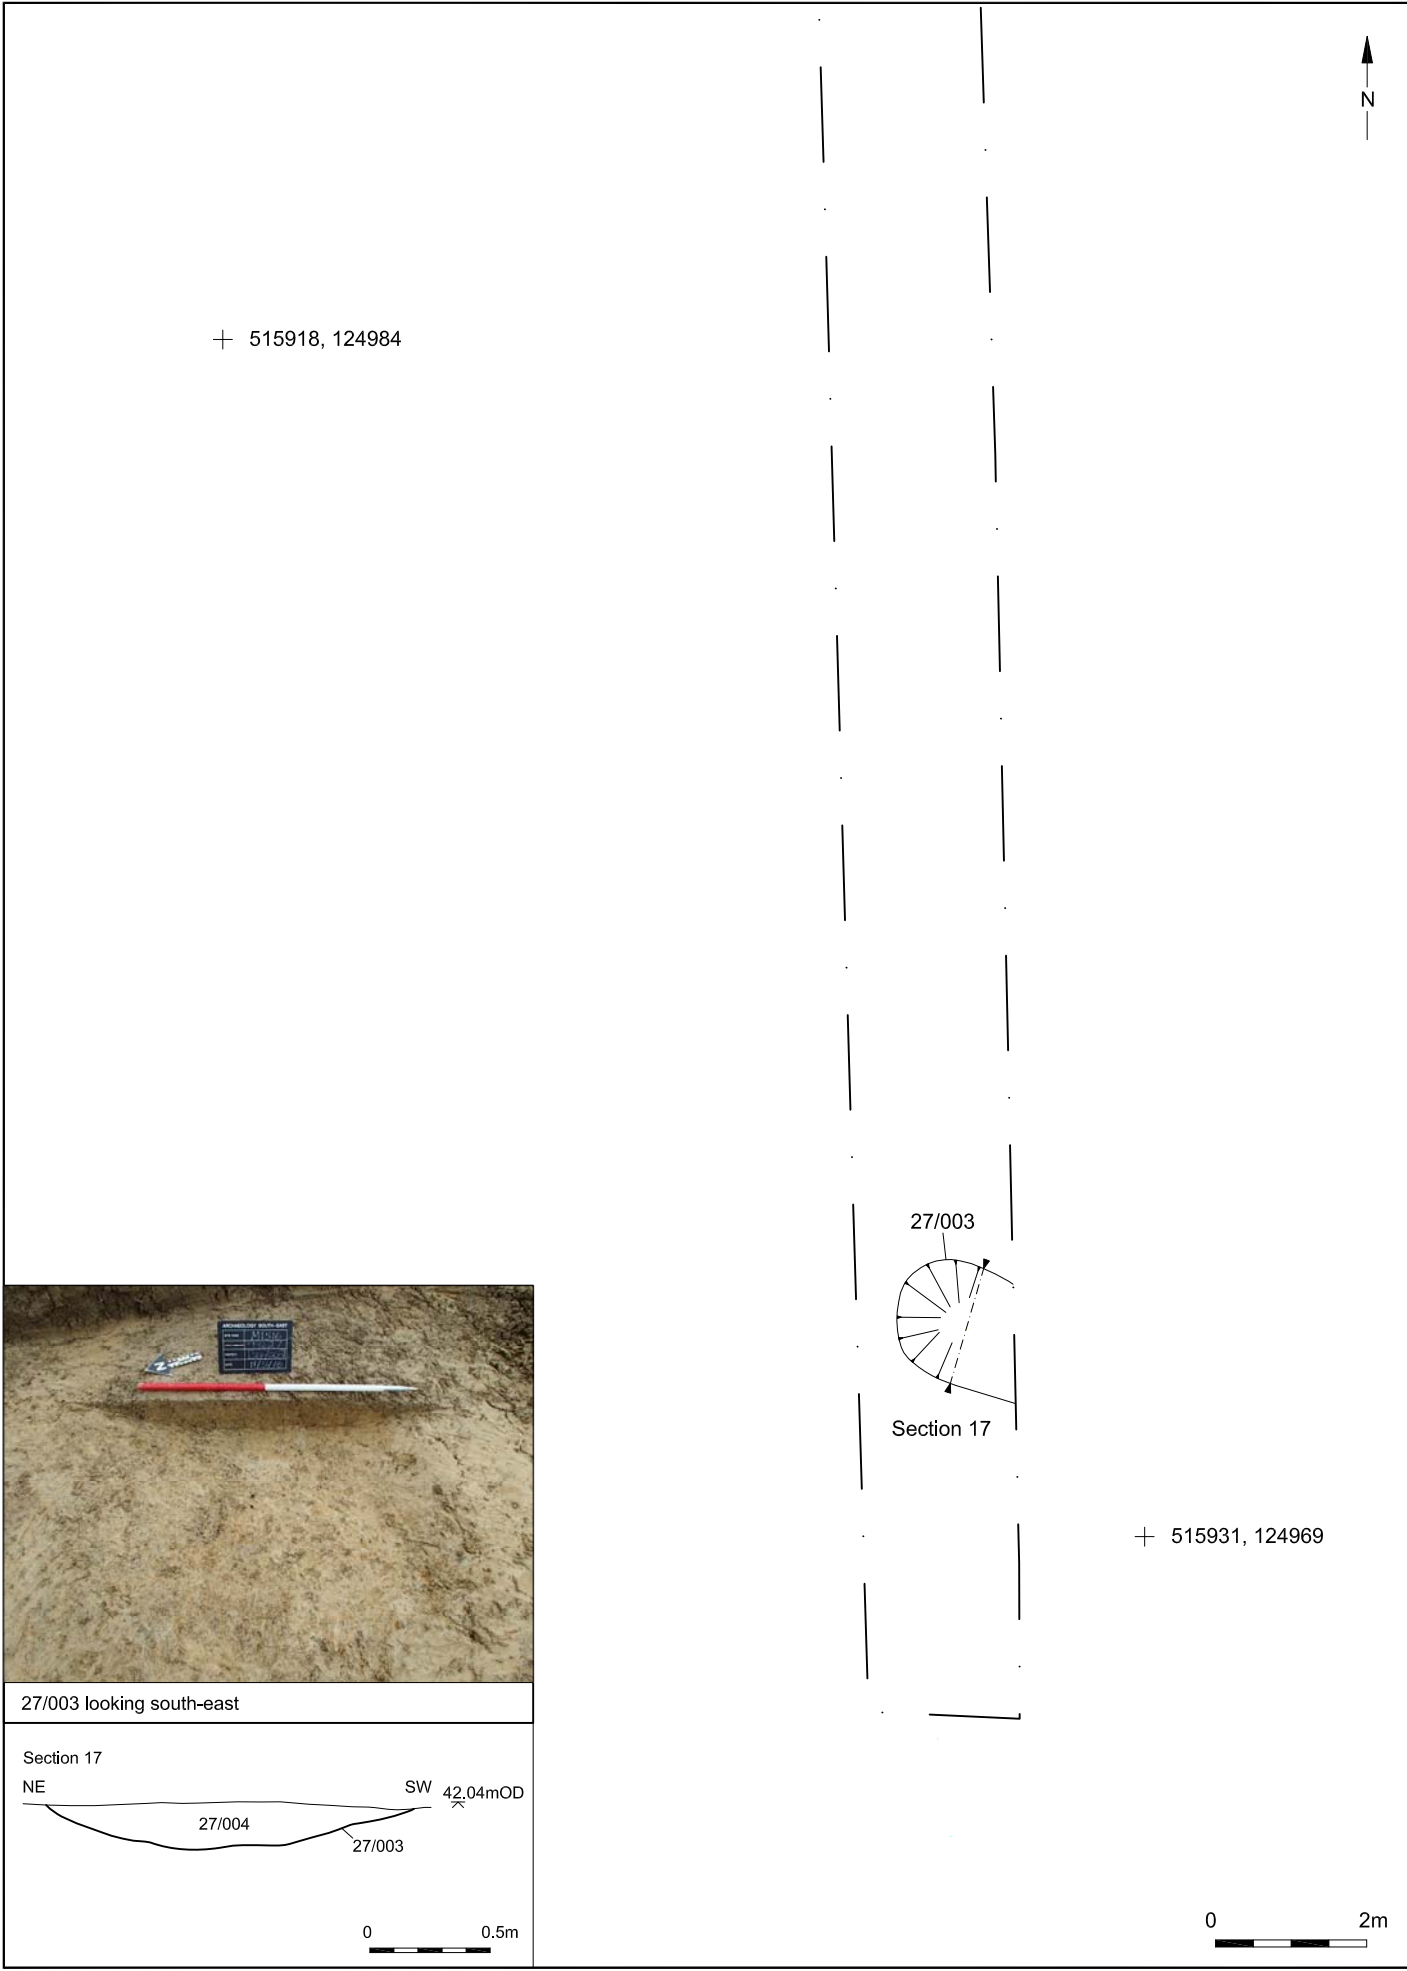 N
515918, 124984
27/003
Section 17
515931, 124969
ARCHAEOLOGY SOUTH-EAST
N
27/003 looking south-east
Section 17
NE
SW
42.04mOD
27/004
27/003
0
0.5m
0
2m